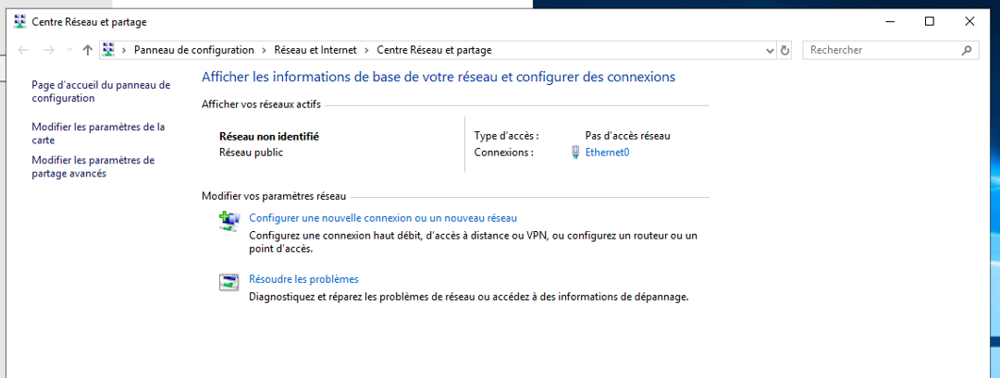 Centre Réseau et partage
Panneau de configuration > Réseau et Internet > Centre Réseau et partage
Rechercher
Page d'accueil du panneau de
configuration
Modifier les paramètres de la
carte
Modifier les paramètres de
partage avancés
Afficher les informations de base de votre réseau et configurer des connexions
Afficher vos réseaux actifs
Réseau non identifié
Réseau public
Type d'accès : Pas d'accès réseau
Connexions : Ethernet0
Modifier vos paramètres réseau
Configurer une nouvelle connexion ou un nouveau réseau
Configurez une connexion haut débit, d'accès à distance ou VPN, ou configurez un routeur ou un
point d'accès.
Résoudre les problèmes
Diagnostiquez et réparez les problèmes de réseau ou accédez à des informations de dépannage.